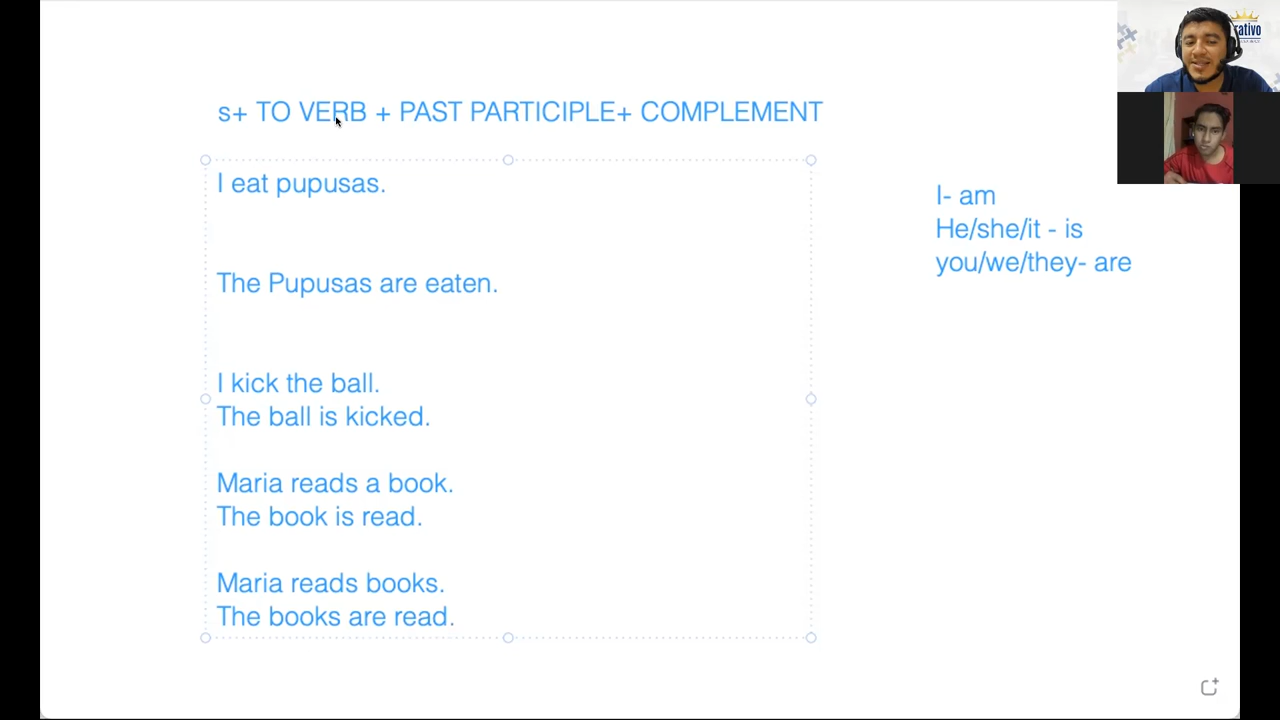 s+ TO VERB + PAST PARTICIPLE+ COMPLEMENT
I eat pupusas.
The Pupusas are eaten.
I kick the ball.
The ball is kicked.
Maria reads a book.
The book is read.
Maria reads books.
The books are read.
I- am
He/she/it - is
you/we/they- are
rativo